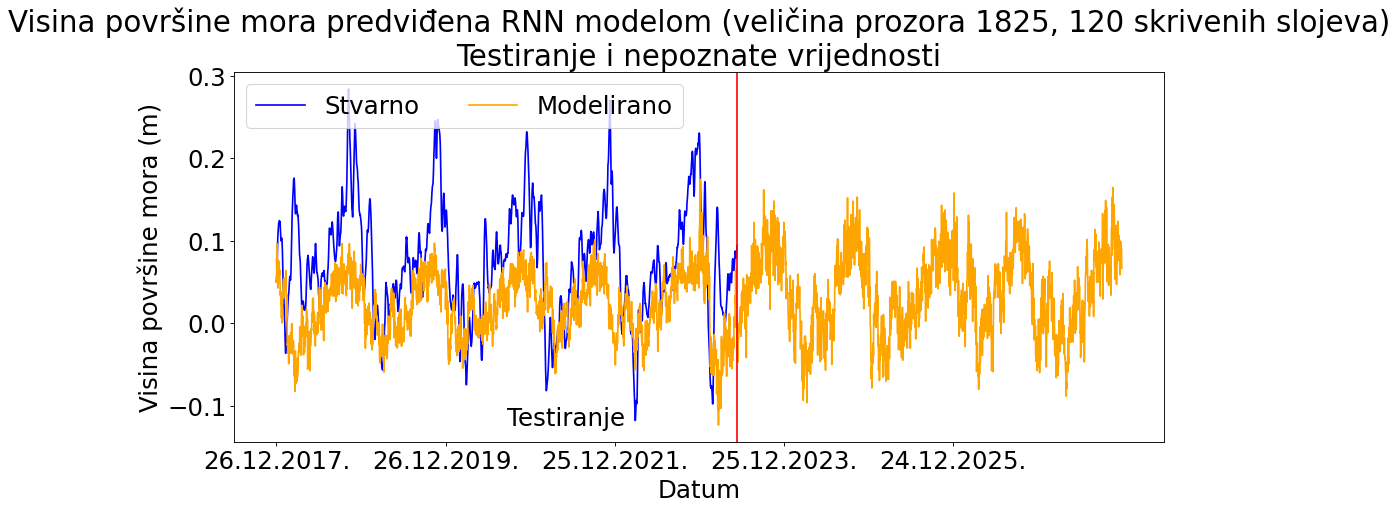 Visina površine mora predviđena RNN modelom (veličina prozora 1825, 120 skrivenih slojeva)
Testiranje i nepoznate vrijednosti
Stvarno
Modelirano
Visina površine mora (m)
0.3
0.2
0.1
0.0
−0.1
Testiranje
26.12.2017.
26.12.2019.
25.12.2021.
25.12.2023.
24.12.2025.
Datum